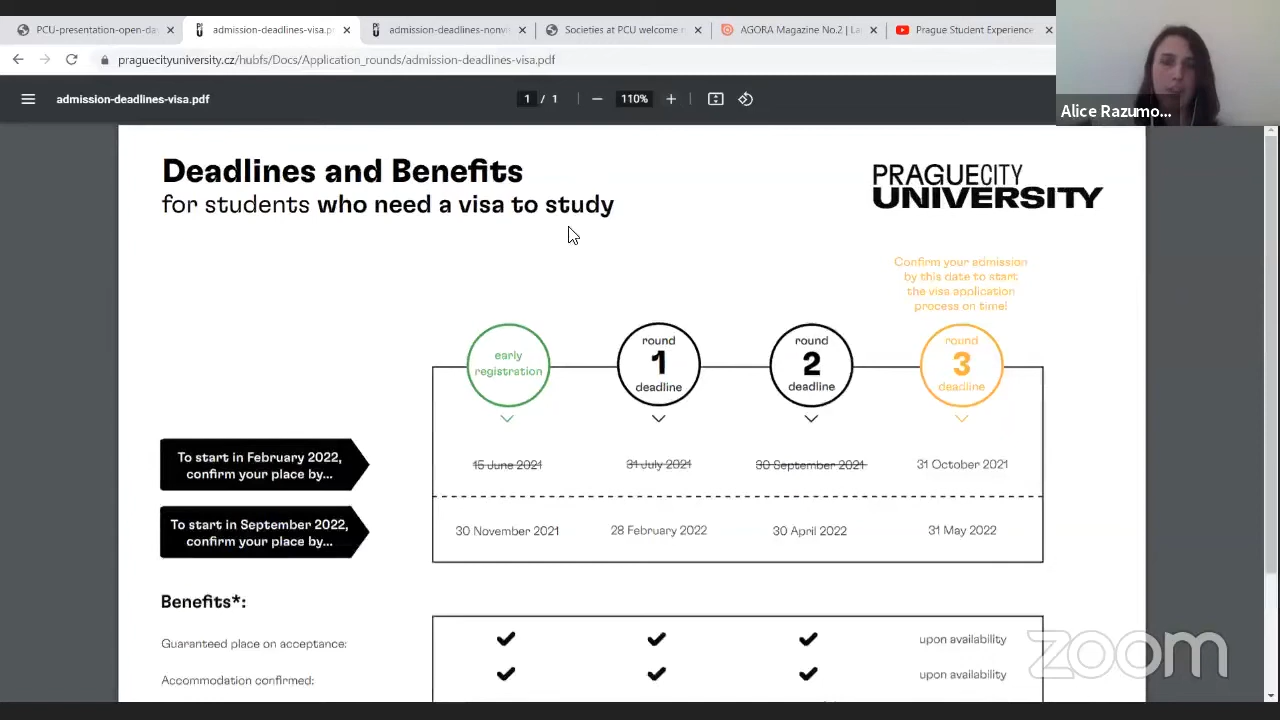 PCU-presentation-open-da
admission-deadlines-visa.p
admission-deadlines-nonvi
Societies at PCU welcome
AGORA Magazine No.2 | La
Prague Student Experience
praguecityuniversity.cz/hubfs/Docs/Application_rounds/admission-deadlines-visa.pdf
admission-deadlines-visa.pdf
1 / 1
110%
Alice Razumo...
Deadlines and Benefits
for students who need a visa to study
PRAGUECITY
UNIVERSITY
Confirm your admission
by this date to start
the visa application
process on time!
early
registration
round
1
deadline
round
2
deadline
round
3
deadline
To start in February 2022,
confirm your place by...
15 June 2021
31 July 2021
30 September 2021
31 October 2021
To start in September 2022,
confirm your place by...
30 November 2021
28 February 2022
30 April 2022
31 May 2022
Benefits*:
Guaranteed place on acceptance:
upon availability
Accommodation confirmed:
upon availability
zoom